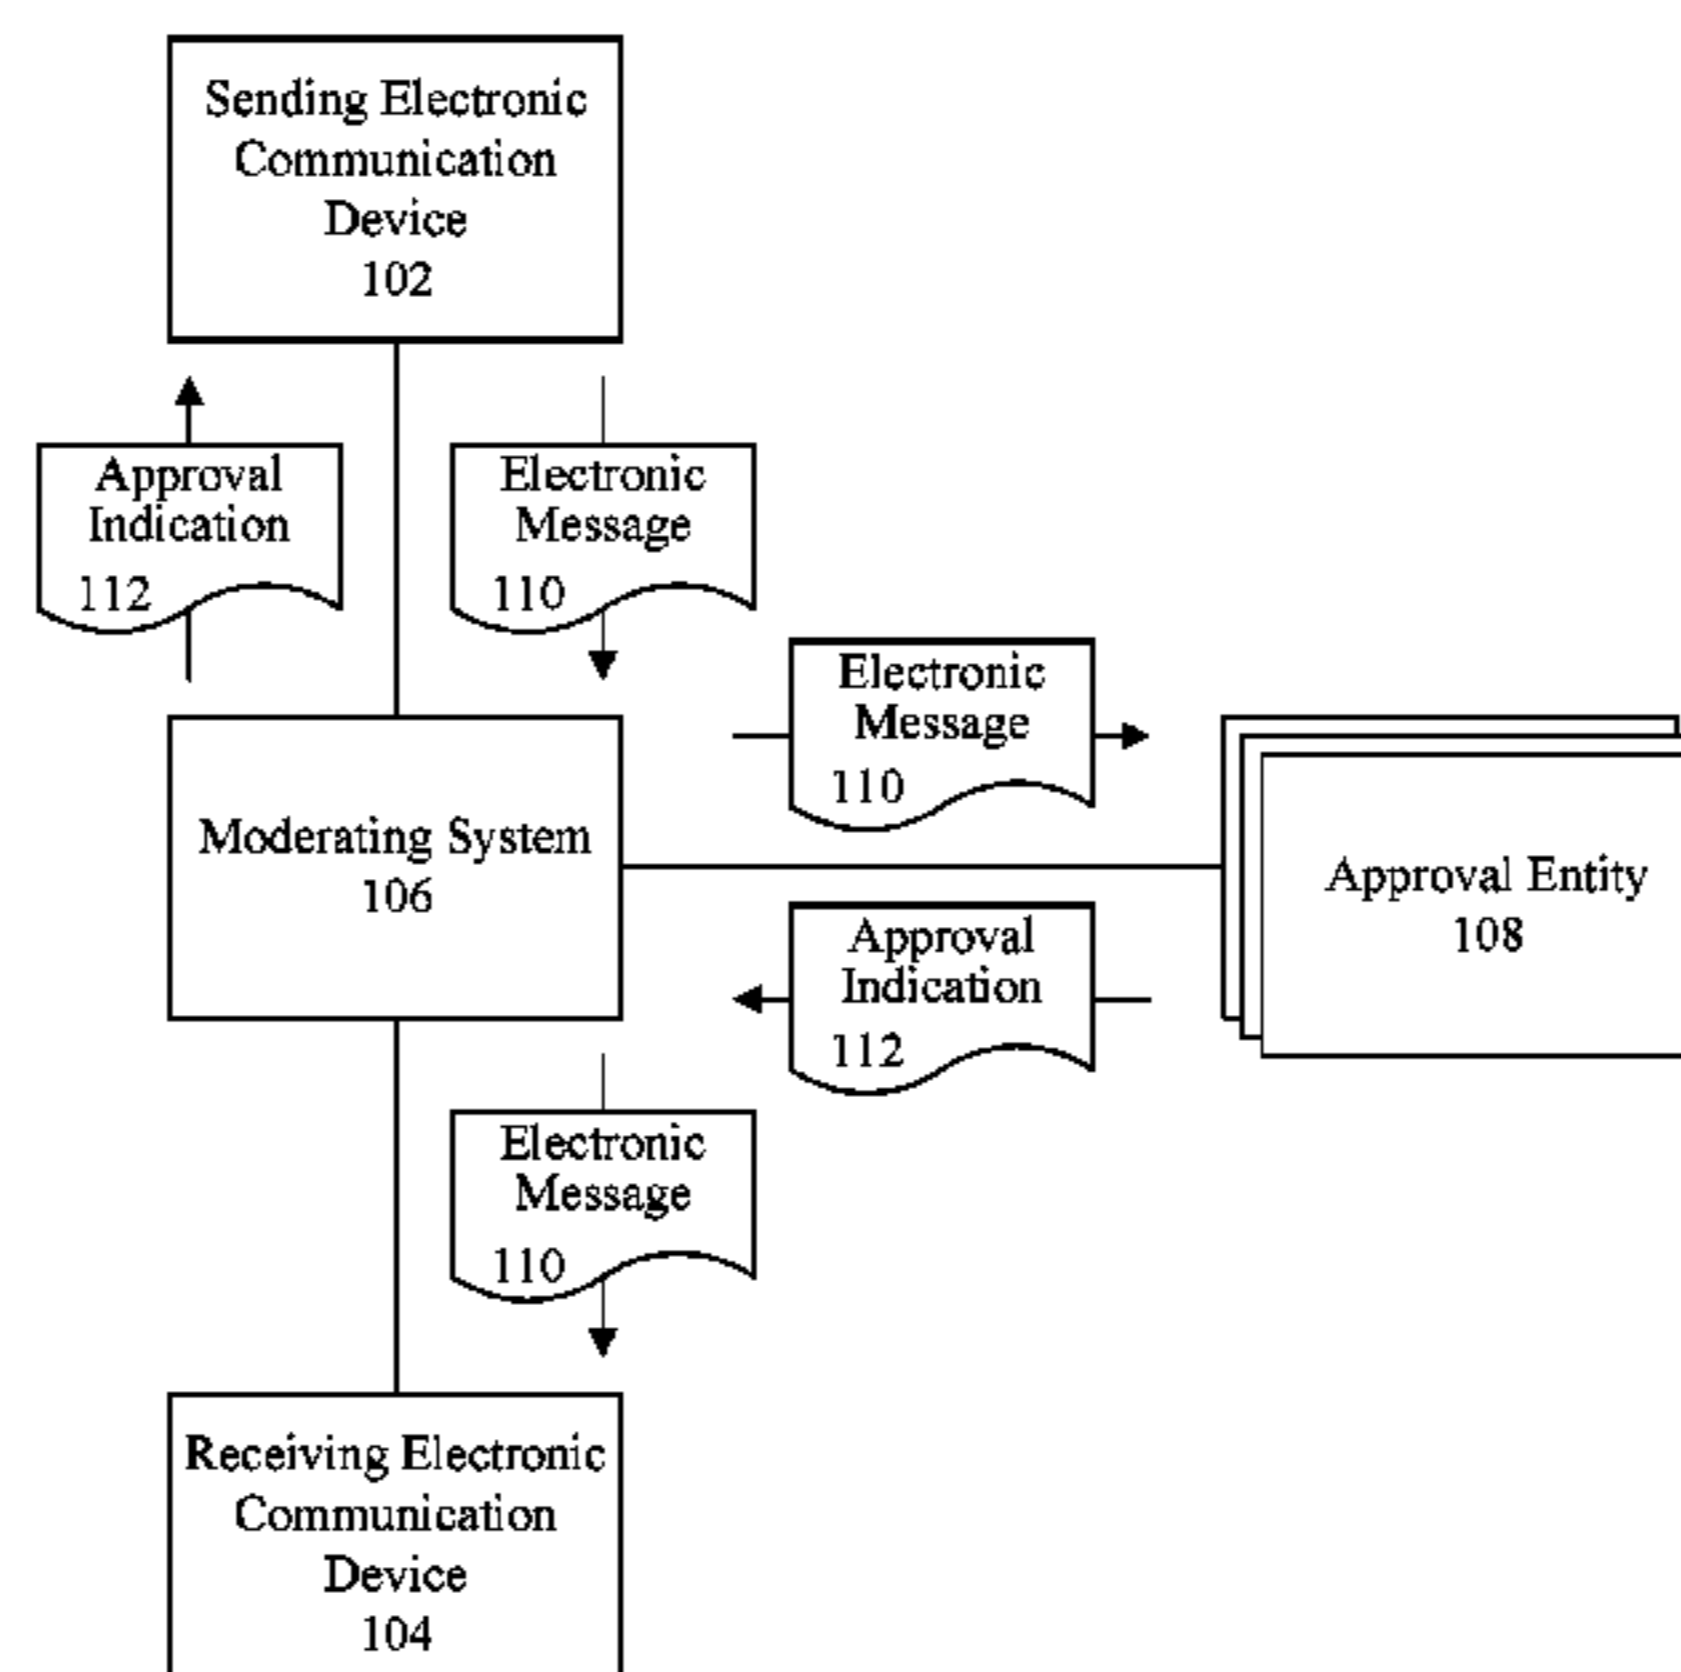 Sending Electronic
Communication
Device
102
Approval
Indication
112
Electronic
Message
110
Electronic
Message
110
Moderating System
106
Approval Entity
108
Approval
Indication
112
Electronic
Message
110
Receiving Electronic
Communication
Device
104